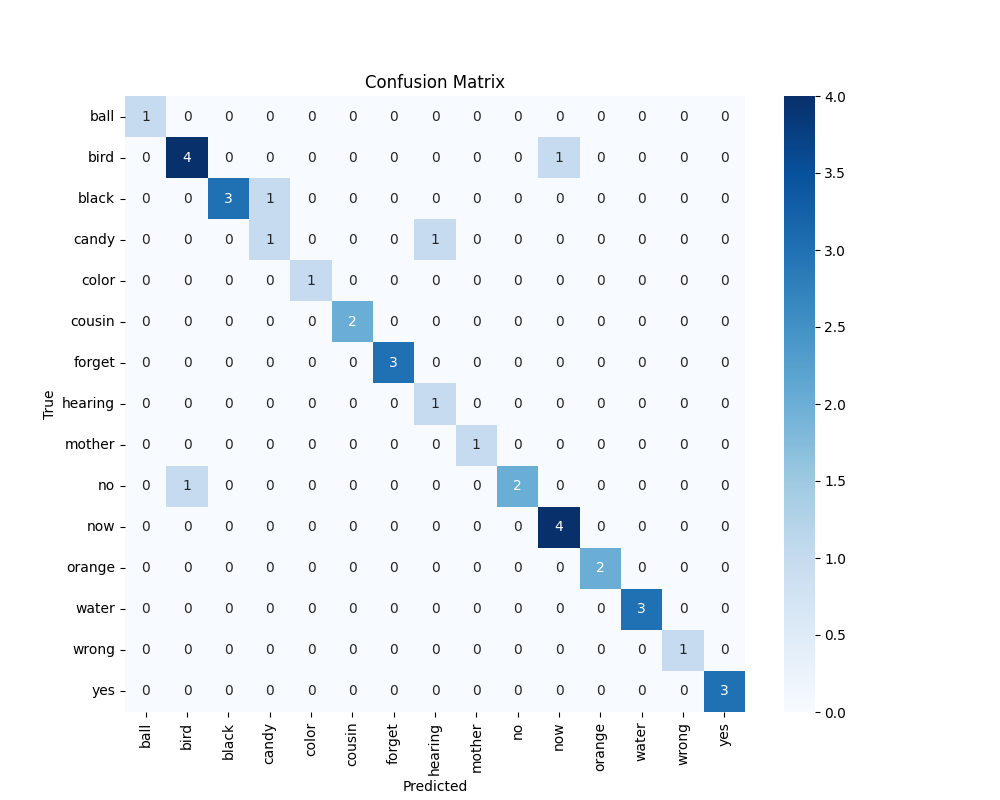 Confusion Matrix
True
ball 1 0 0 0 0 0 0 0 0 0 0 0 0 0 0
bird 0 4 0 0 0 0 0 0 0 0 1 0 0 0 0
black 0 0 3 1 0 0 0 0 0 0 0 0 0 0 0
candy 0 0 0 1 0 0 0 1 0 0 0 0 0 0 0
color 0 0 0 0 1 0 0 0 0 0 0 0 0 0 0
cousin 0 0 0 0 0 2 0 0 0 0 0 0 0 0 0
forget 0 0 0 0 0 0 3 0 0 0 0 0 0 0 0
hearing 0 0 0 0 0 0 0 1 0 0 0 0 0 0 0
mother 0 0 0 0 0 0 0 0 1 0 0 0 0 0 0
no 0 1 0 0 0 0 0 0 0 2 0 0 0 0 0
now 0 0 0 0 0 0 0 0 0 0 4 0 0 0 0
orange 0 0 0 0 0 0 0 0 0 0 0 2 0 0 0
water 0 0 0 0 0 0 0 0 0 0 0 0 3 0 0
wrong 0 0 0 0 0 0 0 0 0 0 0 0 0 1 0
yes 0 0 0 0 0 0 0 0 0 0 0 0 0 0 3
ball bird black candy color cousin forget hearing mother no now orange water wrong yes
Predicted
4.0
3.5
3.0
2.5
2.0
1.5
1.0
0.5
0.0